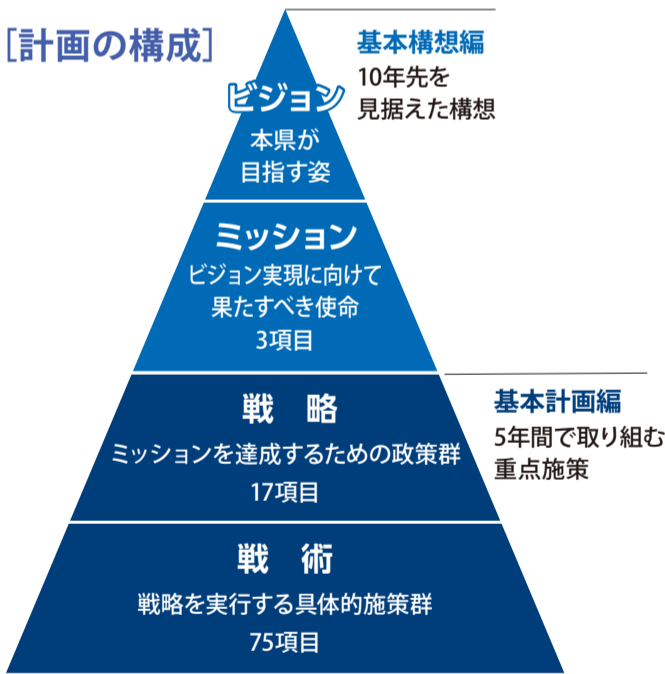 [計画の構成]
基本構想編
10年先を
見据えた構想
ビジョン
本県が
目指す姿
ミッション
ビジョン実現に向けて
果たすべき使命
3項目
基本計画編
5年間で取り組む
重点施策
戦　略
ミッションを達成するための政策群
17項目
戦　術
戦略を実行する具体的施策群
75項目